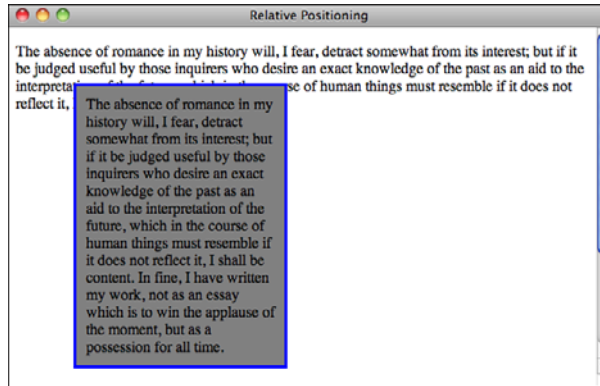 Relative Positioning
The absence of romance in my history will, I fear, detract somewhat from its interest; but if it
be judged useful by those inquirers who desire an exact knowledge of the past as an aid to the
of human things must resemble if it does not
reflect it,
The absence of romance in my
history will, I fear, detract
somewhat from its interest; but
if it be judged useful by those
inquirers who desire an exact
knowledge of the past as an
aid to the interpretation of the
future, which in the course of
human things must resemble if
it does not reflect it, I shall be
content. In fine, I have written
my work, not as an essay
which is to win the applause of
the moment, but as a
possession for all time.